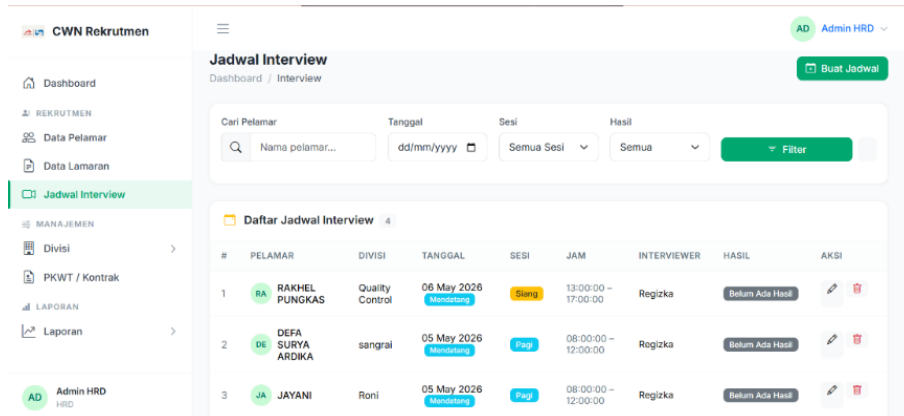 CWN Rekrutmen
AD Admin HRD
Dashboard
REKRUTMEN
Data Pelamar
Data Lamaran
Jadwal Interview
MANAJEMEN
Divisi
PKWT / Kontrak
LAPORAN
Laporan
AD Admin HRD
HRD
Jadwal Interview
Dashboard / Interview
Buat Jadwal
Cari Pelamar Tanggal Sesi Hasil
Nama pelamar... dd/mm/yyyy Semua Sesi Semua Filter
Daftar Jadwal Interview 4
# PELAMAR DIVISI TANGGAL SESI JAM INTERVIEWER HASIL AKSI
1 RA RAKHEL PUNGKAS Quality Control 06 May 2026 Mendatang Siang 13:00:00 – 17:00:00 Regizka Belum Ada Hasil
2 DE DEFA SURYA ARDIKA sangrai 05 May 2026 Mendatang Pagi 08:00:00 – 12:00:00 Regizka Belum Ada Hasil
3 JA JAYANI Roni 05 May 2026 Mendatang Pagi 08:00:00 – 12:00:00 Regizka Belum Ada Hasil